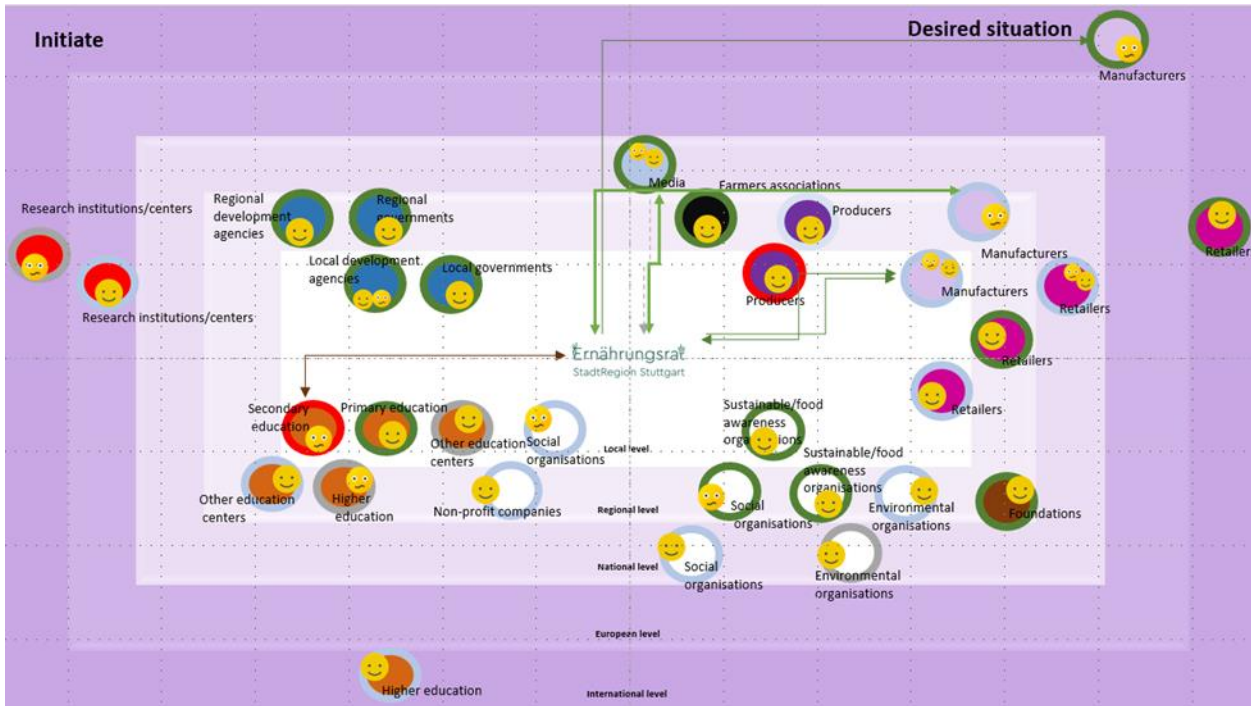 Initiate
Desired situation
Manufacturers
Media
Farmers associations
Regional
development
agencies
Regional
governments
Producers
Research institutions/centers
Retailer
Local development
agencies
Local governments
Manufacturers
Producers
Manufacturers
Retailers
Research institutions/centers
Ernährungsrat
StadtRegion Stuttgart
Retailers
Secondary
education
Primary education
Other education
centers
Social
organisations
Sustainable/food
awareness
organisations
Retailers
Local level
Sustainable/food
awareness
organisations
Other education
centers
Higher
education
Non-profit companies
Regional level
Social
organisations
Environmental
organisations
Foundations
National level
Social
organisations
Environmental
organisations
European level
Higher education
International level